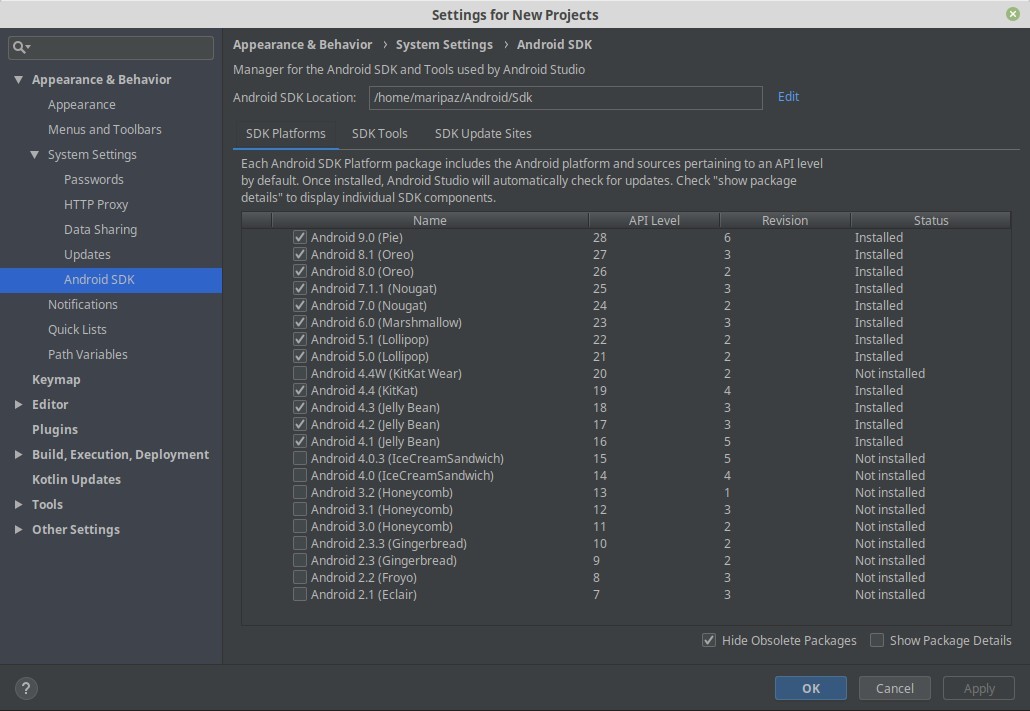 Settings for New Projects
Appearance & Behavior
Appearance
Menus and Toolbars
System Settings
Passwords
HTTP Proxy
Data Sharing
Updates
Android SDK
Notifications
Quick Lists
Path Variables
Keymap
Editor
Plugins
Build, Execution, Deployment
Kotlin Updates
Tools
Other Settings
Appearance & Behavior › System Settings › Android SDK
Manager for the Android SDK and Tools used by Android Studio
Android SDK Location: /home/maripaz/Android/Sdk Edit
SDK Platforms SDK Tools SDK Update Sites
Each Android SDK Platform package includes the Android platform and sources pertaining to an API level
by default. Once installed, Android Studio will automatically check for updates. Check "show package
details" to display individual SDK components.
Name API Level Revision Status
Android 9.0 (Pie) 28 6 Installed
Android 8.1 (Oreo) 27 3 Installed
Android 8.0 (Oreo) 26 2 Installed
Android 7.1.1 (Nougat) 25 3 Installed
Android 7.0 (Nougat) 24 2 Installed
Android 6.0 (Marshmallow) 23 3 Installed
Android 5.1 (Lollipop) 22 2 Installed
Android 5.0 (Lollipop) 21 2 Installed
Android 4.4W (KitKat Wear) 20 2 Not installed
Android 4.4 (KitKat) 19 4 Installed
Android 4.3 (Jelly Bean) 18 3 Installed
Android 4.2 (Jelly Bean) 17 3 Installed
Android 4.1 (Jelly Bean) 16 5 Installed
Android 4.0.3 (IceCreamSandwich) 15 5 Not installed
Android 4.0 (IceCreamSandwich) 14 4 Not installed
Android 3.2 (Honeycomb) 13 1 Not installed
Android 3.1 (Honeycomb) 12 3 Not installed
Android 3.0 (Honeycomb) 11 2 Not installed
Android 2.3.3 (Gingerbread) 10 2 Not installed
Android 2.3 (Gingerbread) 9 2 Not installed
Android 2.2 (Froyo) 8 3 Not installed
Android 2.1 (Eclair) 7 3 Not installed
Hide Obsolete Packages Show Package Details
? OK Cancel Apply